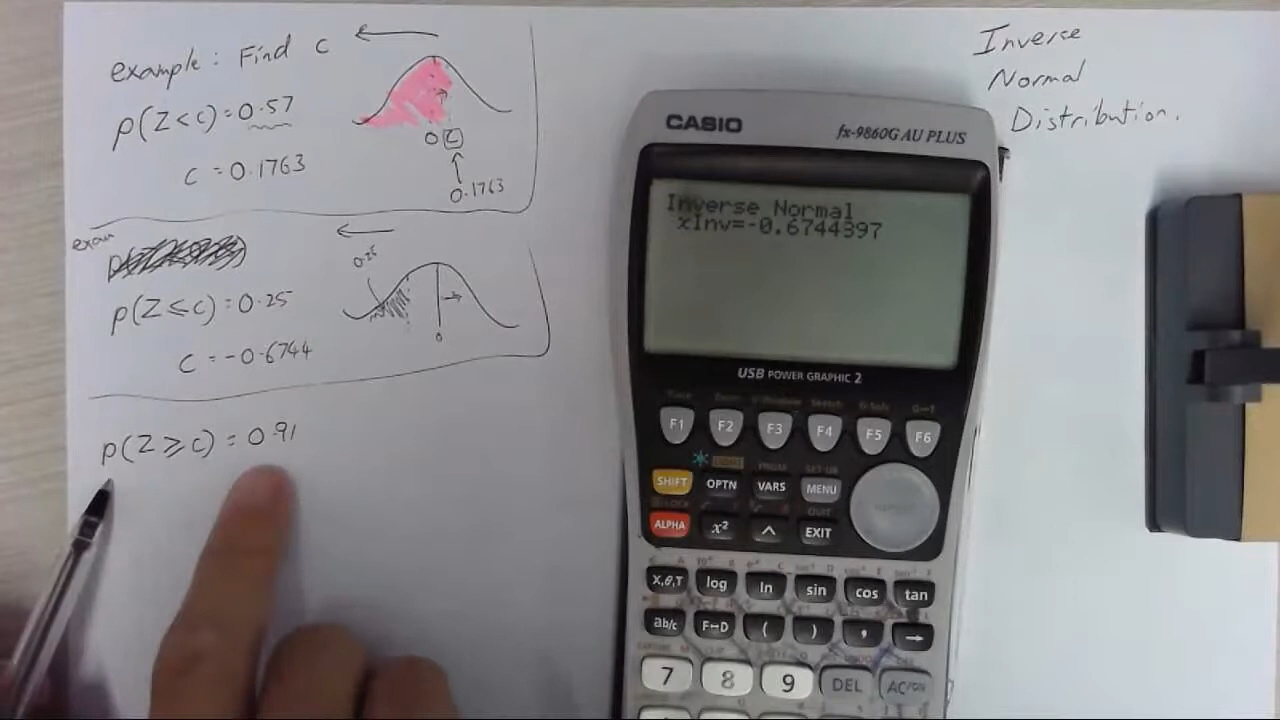 example: Find c
p(Z<c)=0.57
c=0.1763
0 c
0.1763
exam
p(Z≤c)=0.25
c=-0.6744
0.25
0
p(Z≥c)=0.91
Inverse
Normal
Distribution.
CASIO
fx-9860G AU PLUS
Inverse Normal
xInv=-0.6744897
USB POWER GRAPHIC 2
F1 F2 F3 F4 F5 F6
SHIFT OPTN VARS MENU
ALPHA x² ^ EXIT
X,θ,T log ln sin cos tan
ab/c F↔D ( ) , →
7 8 9 DEL AC/ON